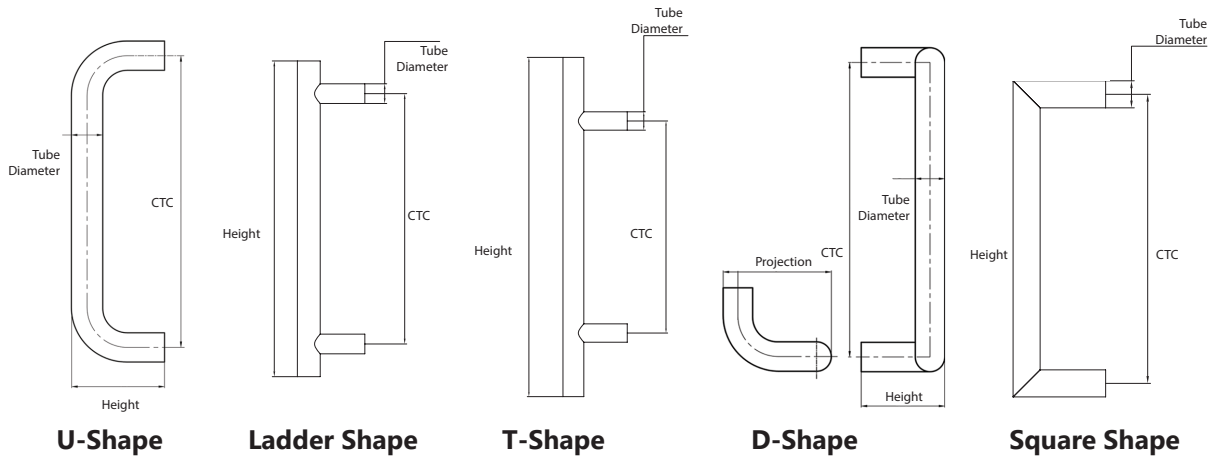 Tube
Diameter
CTC
Height
U-Shape
Tube
Diameter
Height
CTC
Ladder Shape
Tube
Diameter
Height
CTC
T-Shape
Projection
CTC
Tube
Diameter
Height
D-Shape
Tube
Diameter
Height
CTC
Square Shape